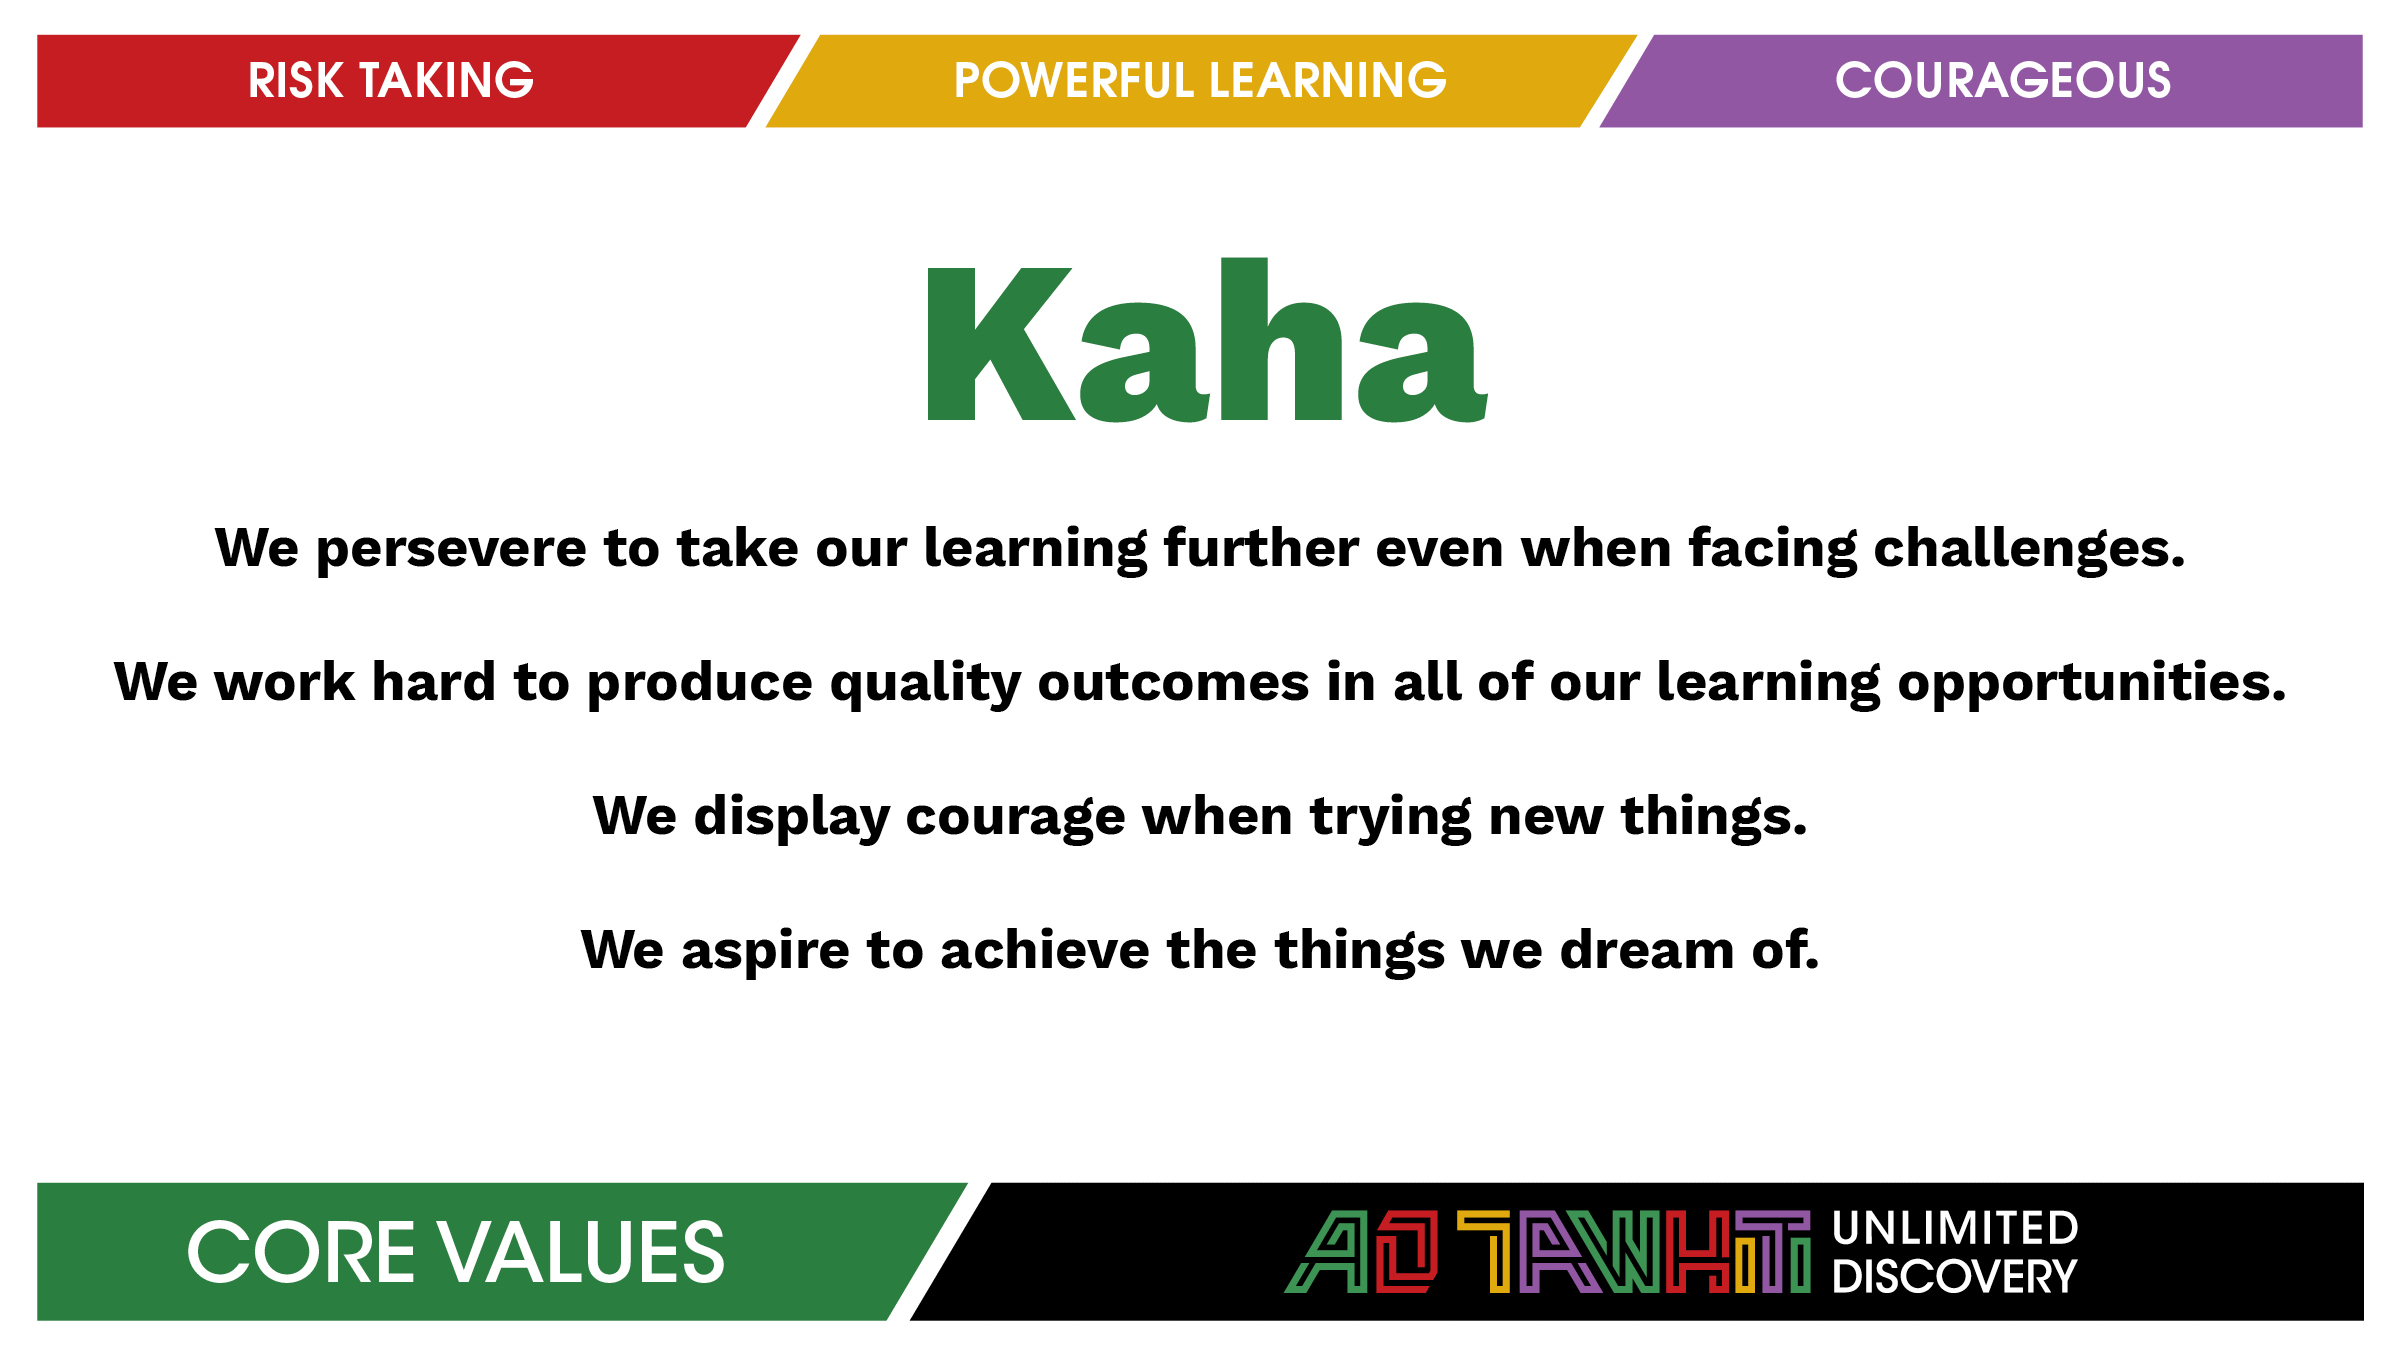 RISK TAKING
POWERFUL LEARNING
COURAGEOUS
Kaha
We persevere to take our learning further even when facing challenges.
We work hard to produce quality outcomes in all of our learning opportunities.
We display courage when trying new things.
We aspire to achieve the things we dream of.
CORE VALUES
AO TAWHITI
UNLIMITED
DISCOVERY